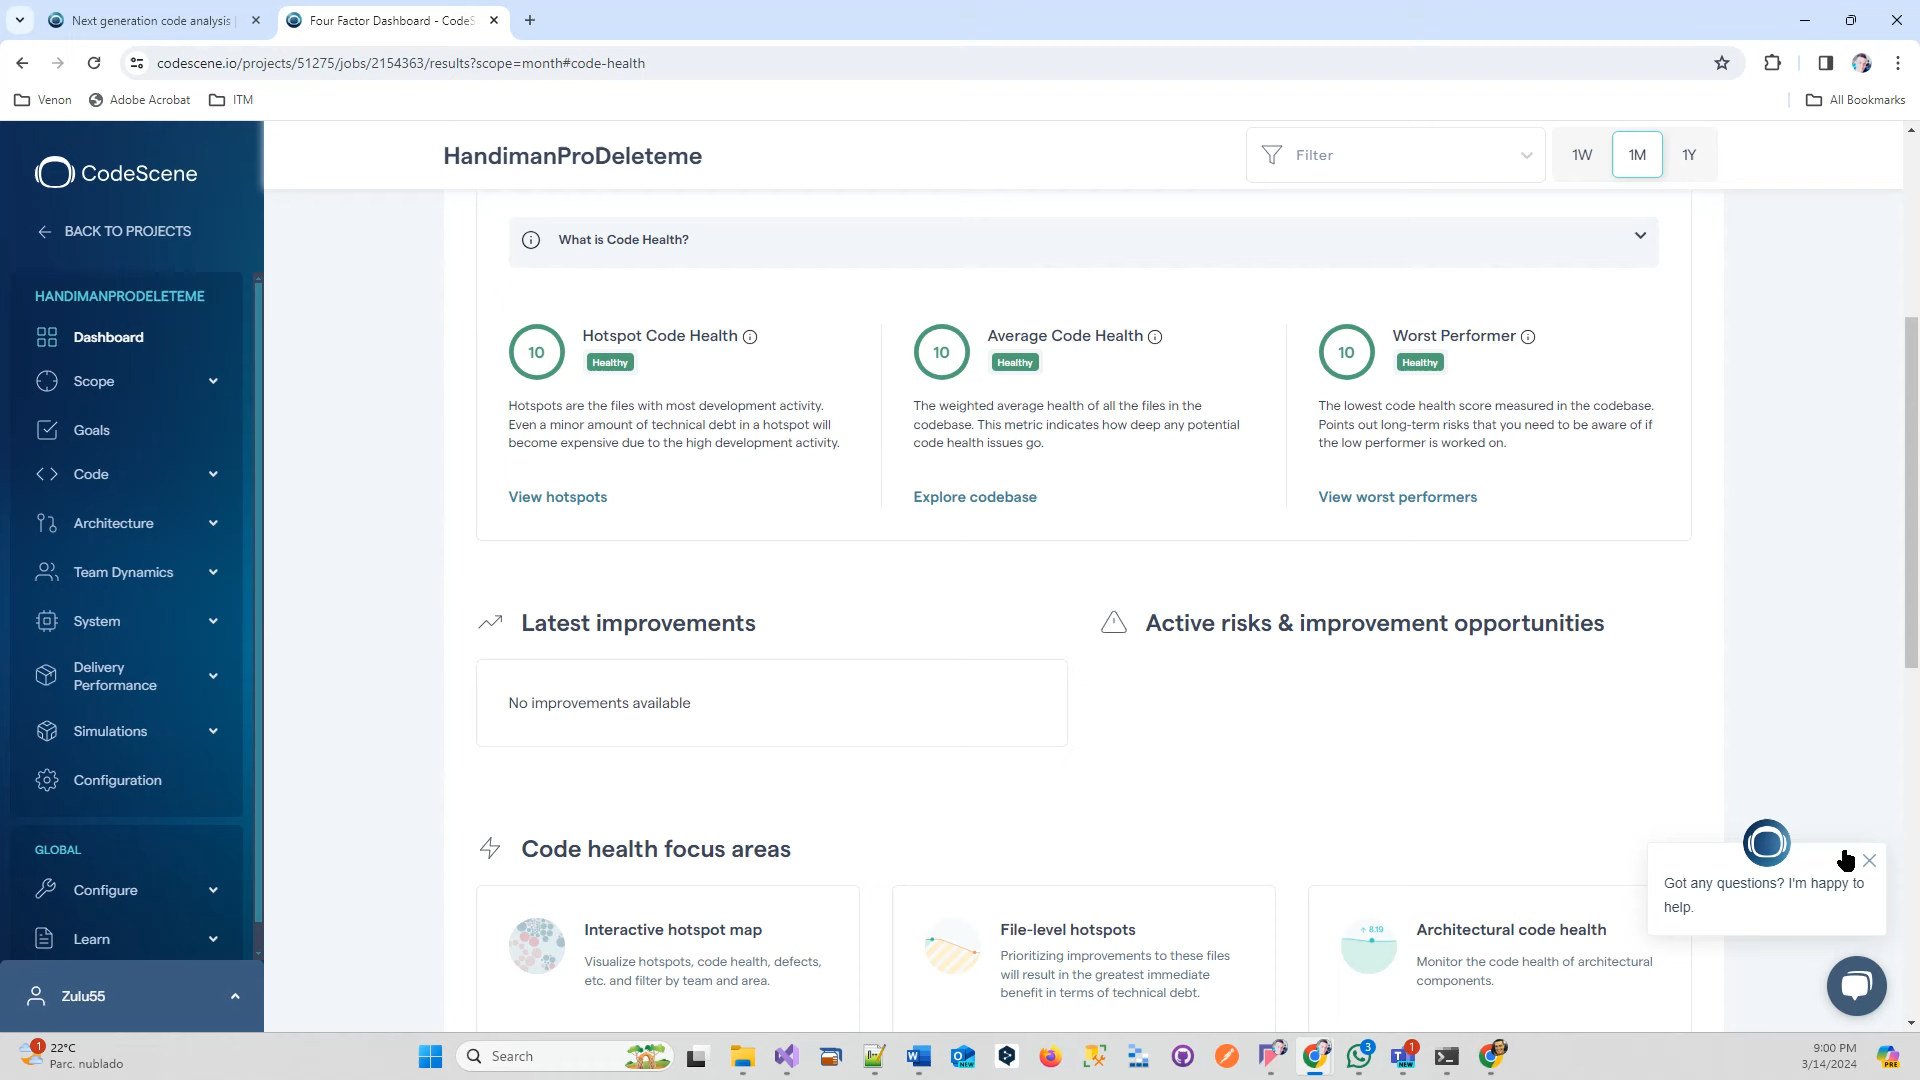 Next generation code analysis
Four Factor Dashboard - CodeS
codescene.io/projects/51275/jobs/2154363/results?scope=month#code-health
Venon
Adobe Acrobat
ITM
All Bookmarks
CodeScene
BACK TO PROJECTS
HANDIMANPRODELETEME
Dashboard
Scope
Goals
Code
Architecture
Team Dynamics
System
Delivery
Performance
Simulations
Configuration
GLOBAL
Configure
Learn
Zulu55
HandimanProDeleteme
Filter
1W
1M
1Y
What is Code Health?
10
Hotspot Code Health
Healthy
Hotspots are the files with most development activity.
Even a minor amount of technical debt in a hotspot will
become expensive due to the high development activity.
View hotspots
10
Average Code Health
Healthy
The weighted average health of all the files in the
codebase. This metric indicates how deep any potential
code health issues go.
Explore codebase
10
Worst Performer
Healthy
The lowest code health score measured in the codebase.
Points out long-term risks that you need to be aware of if
the low performer is worked on.
View worst performers
Latest improvements
No improvements available
Active risks & improvement opportunities
Code health focus areas
Interactive hotspot map
Visualize hotspots, code health, defects,
etc. and filter by team and area.
File-level hotspots
Prioritizing improvements to these files
will result in the greatest immediate
benefit in terms of technical debt.
8.19
Architectural code health
Monitor the code health of architectural
components.
Got any questions? I'm happy to
help.
1
22°C
Parc. nublado
Search
NEW
3
1
NEW
9:00 PM
3/14/2024
PRE